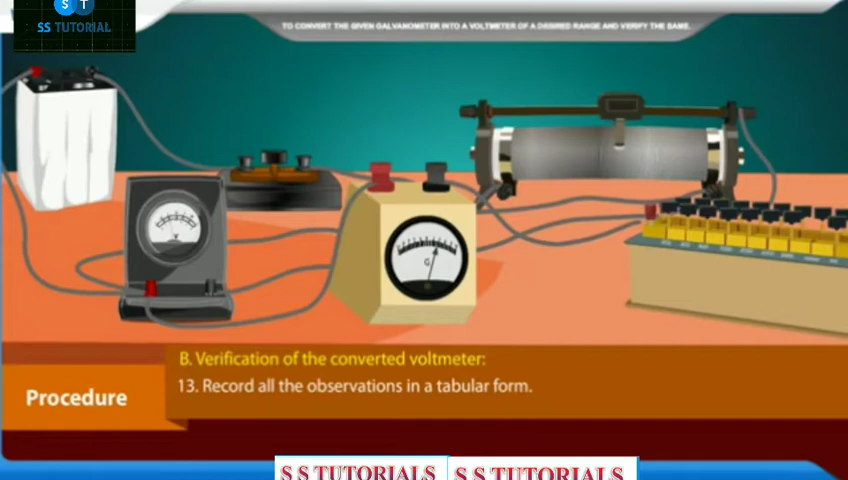 S T
SS TUTORIAL
TO CONVERT THE GIVEN GALVANOMETER INTO A VOLTMETER OF A DESIRED RANGE AND VERIFY THE SAME.
V
G
B. Verification of the converted voltmeter:
Procedure
13. Record all the observations in a tabular form.
S S TUTORIALS S S TUTORIALS